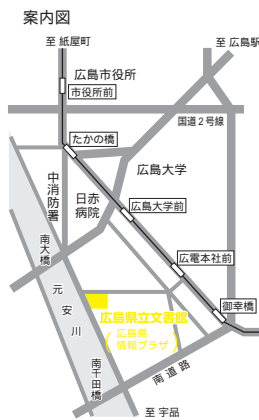 案内図
至 紙屋町
至 広島駅
広島市役所
市役所前
国道2号線
たかの橋
広島大学
中消防署
日赤
病院
広島大学前
南大橋
広電本社前
元安川
御幸橋
広島県立文書館
(広島県
情報プラザ)
南千田橋
南道路
至 宇品